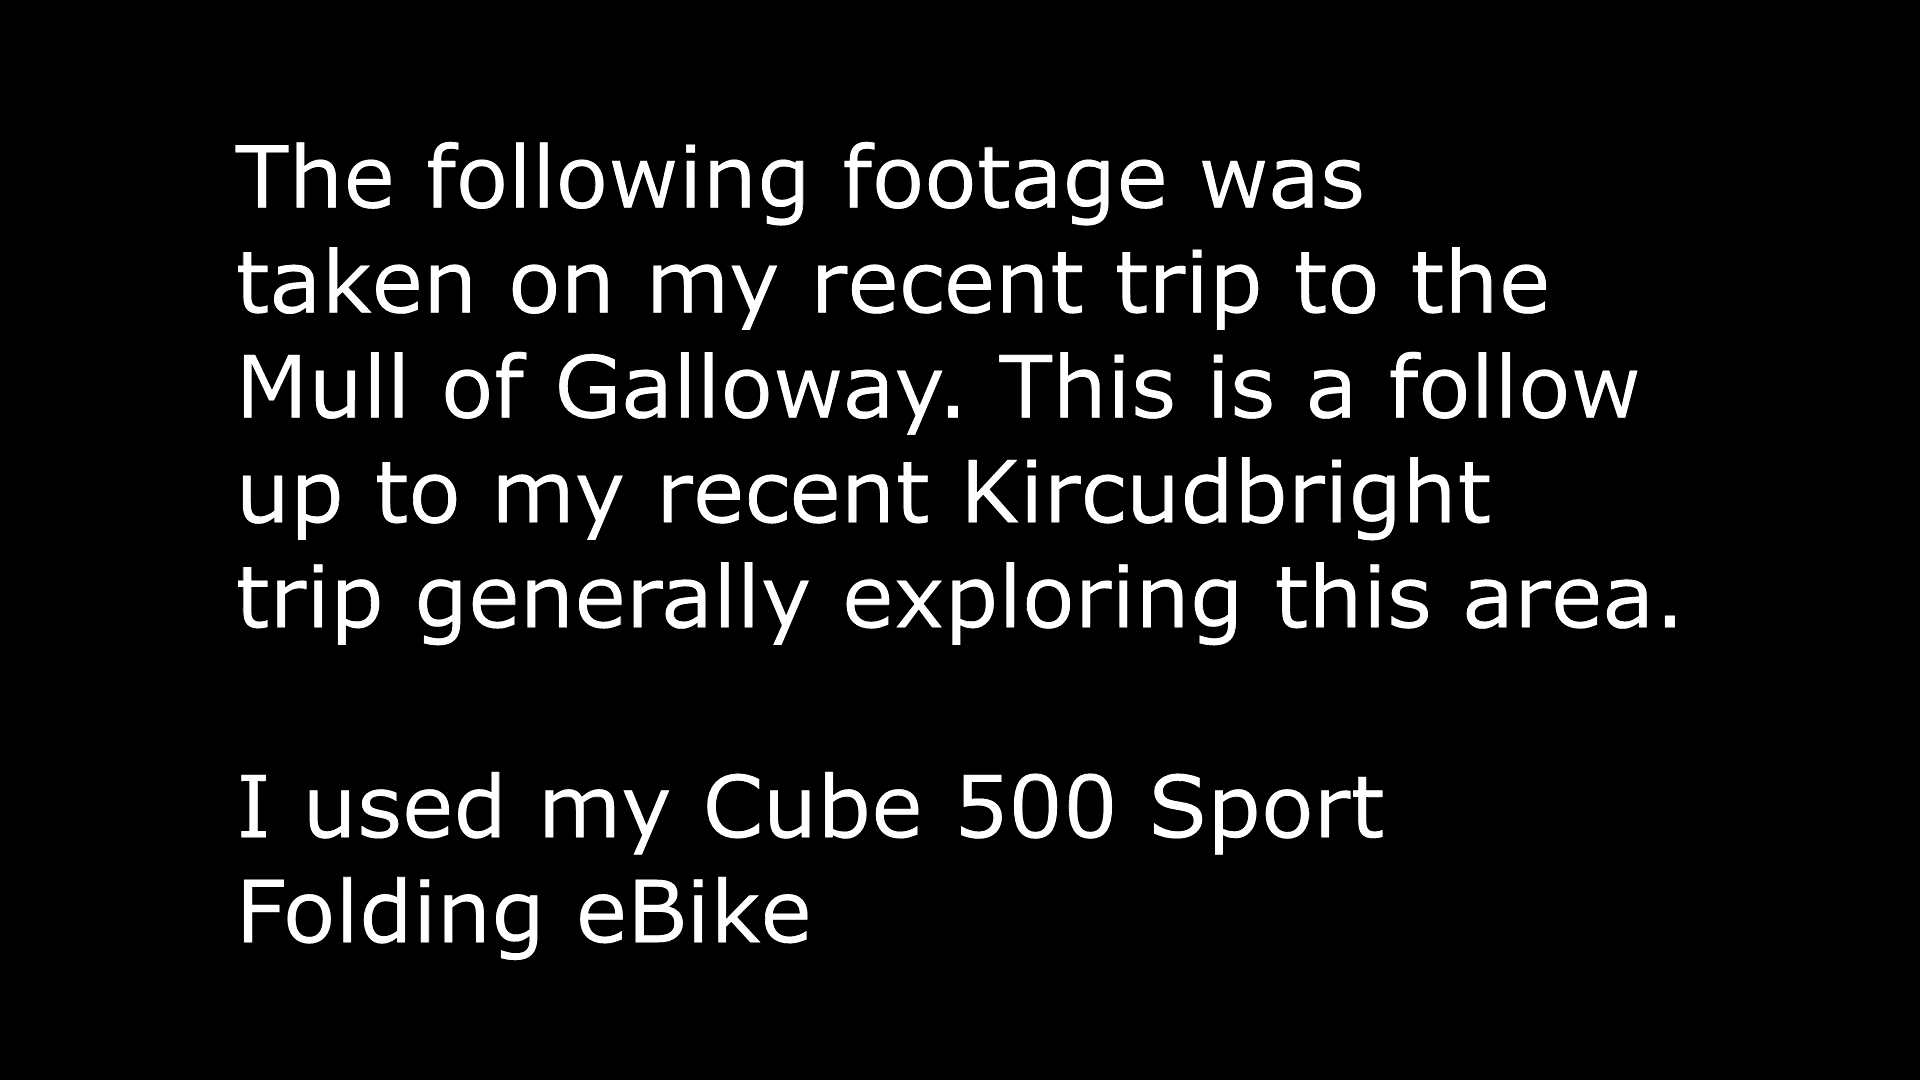 The following footage was
taken on my recent trip to the
Mull of Galloway. This is a follow
up to my recent Kircudbright
trip generally exploring this area.
I used my Cube 500 Sport
Folding eBike